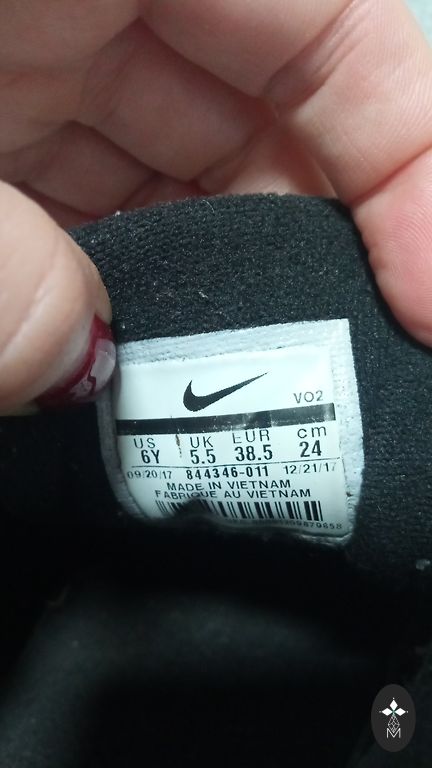 VO2
US UK EUR cm
6Y 5.5 38.5 24
09/20/17 844346-011 12/21/17
MADE IN VIETNAM
FABRIQUE AU VIETNAM